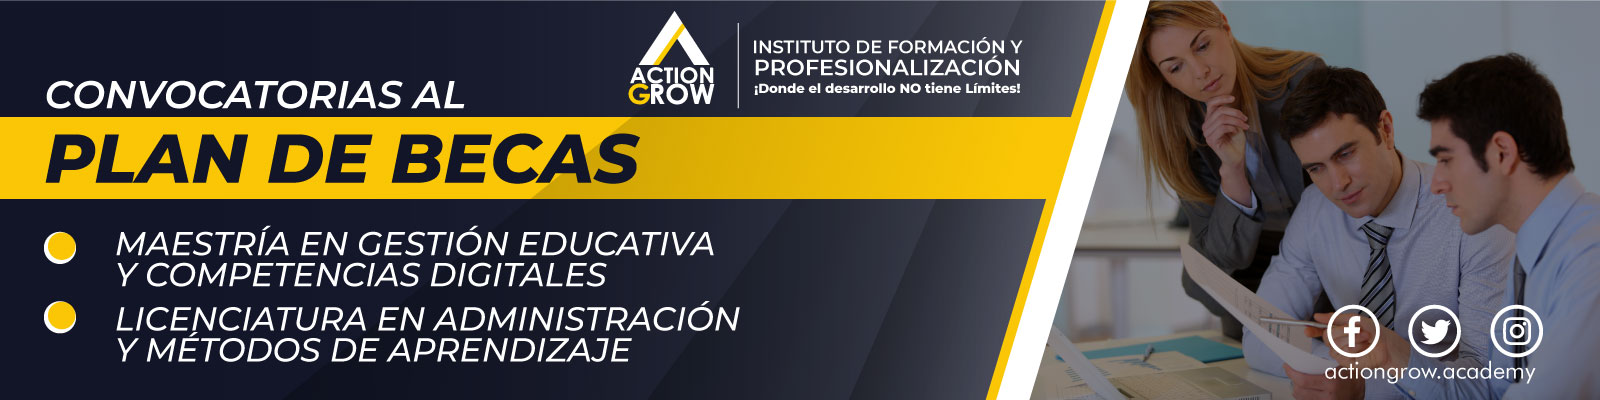 CONVOCATORIAS AL
PLAN DE BECAS
MAESTRÍA EN GESTIÓN EDUCATIVA
Y COMPETENCIAS DIGITALES
LICENCIATURA EN ADMINISTRACIÓN
Y MÉTODOS DE APRENDIZAJE
ACTION
GROW
INSTITUTO DE FORMACIÓN Y
PROFESIONALIZACIÓN
¡Donde el desarrollo NO tiene Límites!
actiongrow.academy